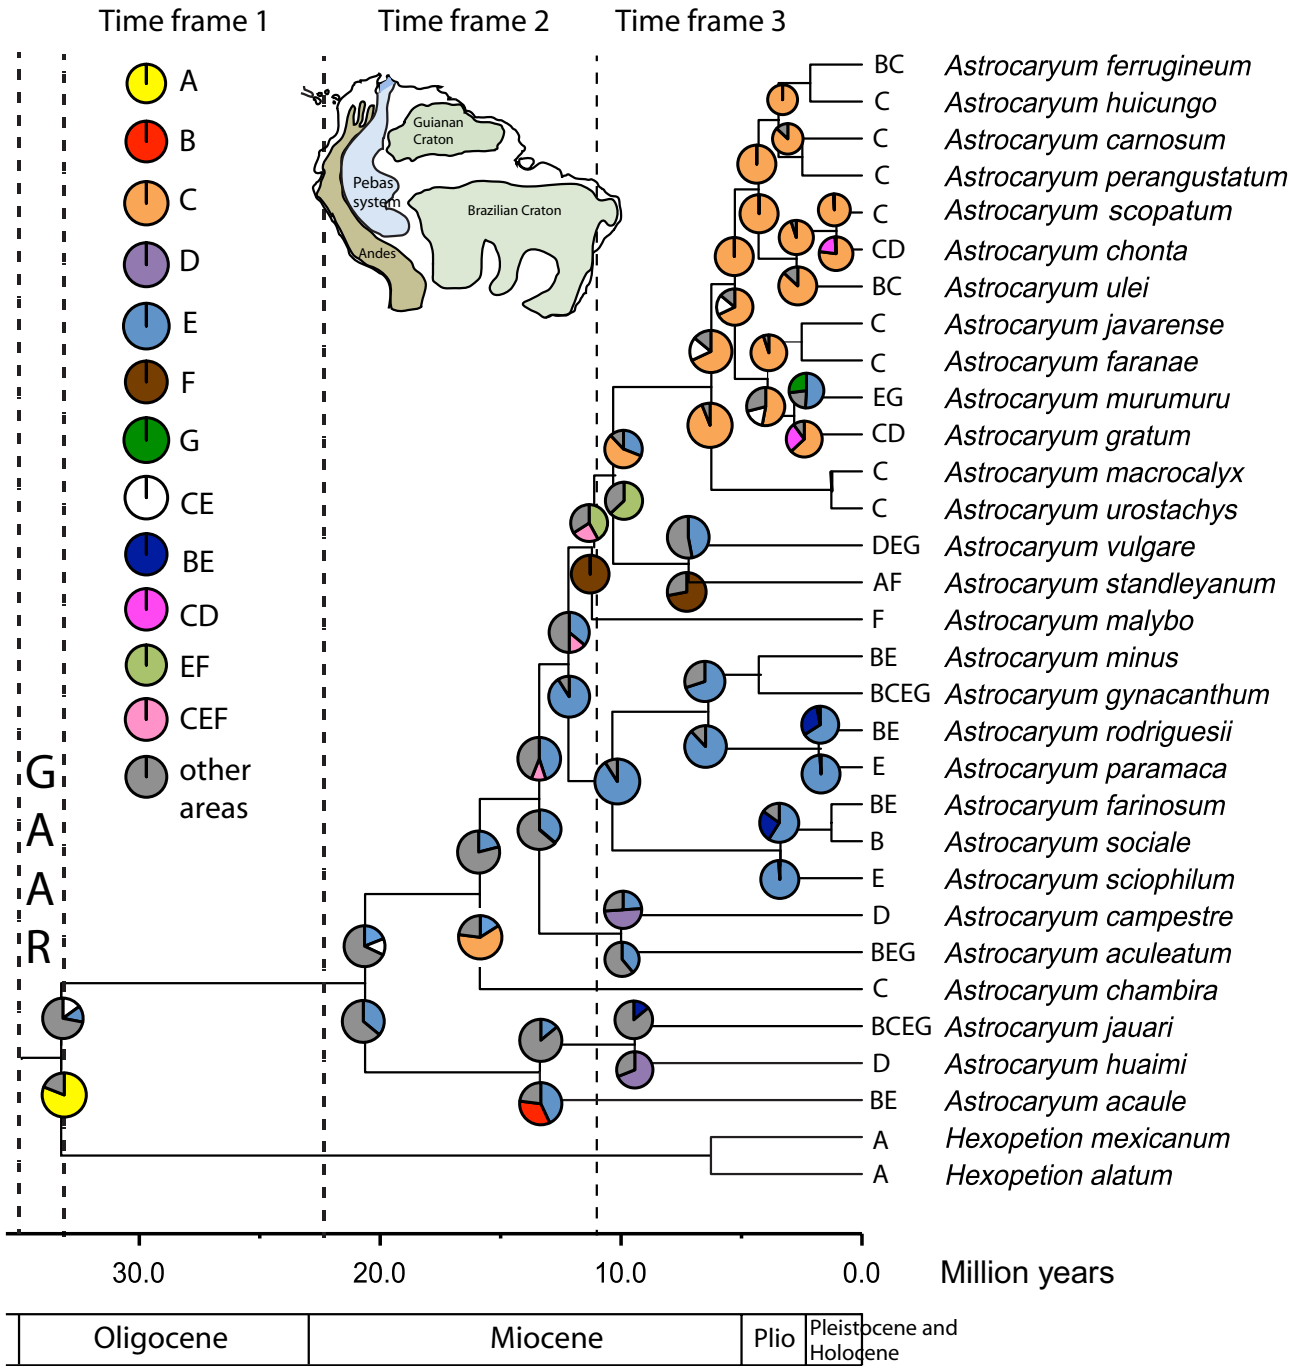 Time frame 1
Time frame 2
Time frame 3
A
B
C
D
E
F
G
CE
BE
CD
EF
CEF
other
areas
Guianan
Craton
Pebas
system
Brazilian Craton
Andes
G
A
A
R
BC Astrocaryum ferrugineum
C Astrocaryum huicungo
C Astrocaryum carnosum
C Astrocaryum perangustatum
C Astrocaryum scopatum
CD Astrocaryum chonta
BC Astrocaryum ulei
C Astrocaryum javarense
C Astrocaryum faranae
EG Astrocaryum murumuru
CD Astrocaryum gratum
C Astrocaryum macrocalyx
C Astrocaryum urostachys
DEG Astrocaryum vulgare
AF Astrocaryum standleyanum
F Astrocaryum malybo
BE Astrocaryum minus
BCEG Astrocaryum gynacanthum
BE Astrocaryum rodriguesii
E Astrocaryum paramaca
BE Astrocaryum farinosum
B Astrocaryum sociale
E Astrocaryum sciophilum
D Astrocaryum campestre
BEG Astrocaryum aculeatum
C Astrocaryum chambira
BCEG Astrocaryum jauari
D Astrocaryum huaimi
BE Astrocaryum acaule
A Hexopetion mexicanum
A Hexopetion alatum
30.0 20.0 10.0 0.0 Million years
Oligocene Miocene Plio Pleistocene and
Holocene